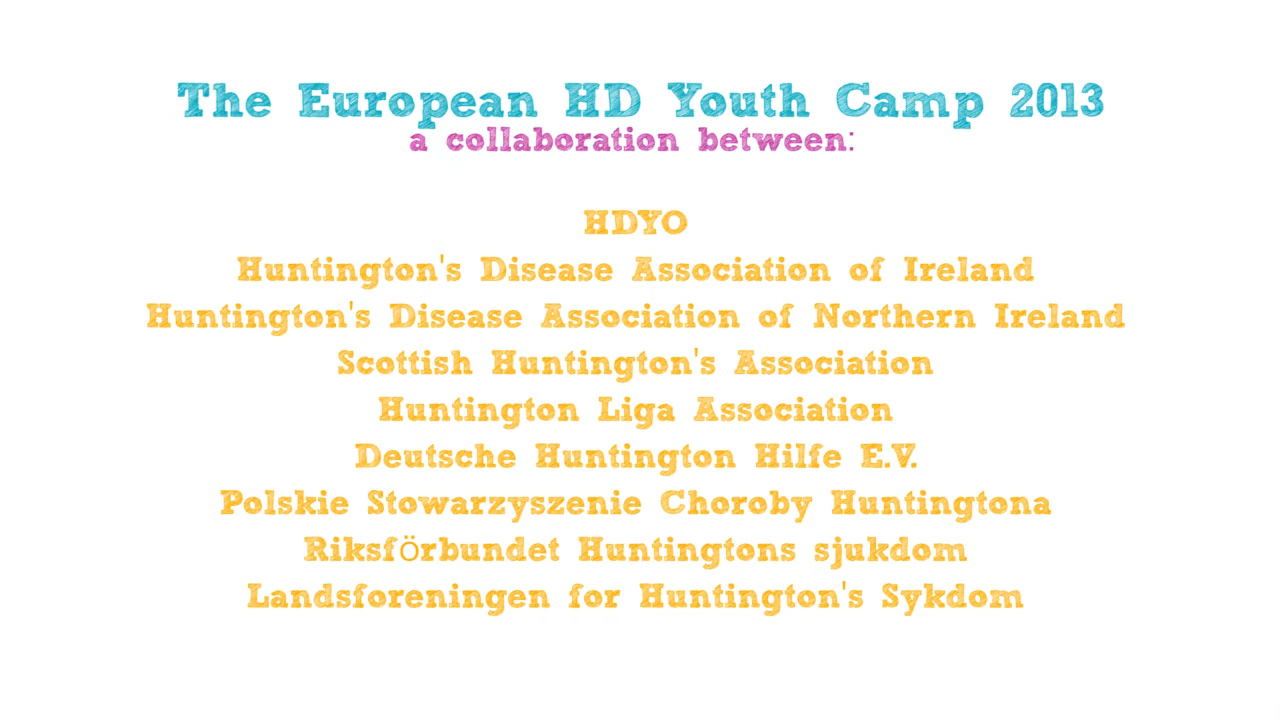 The European HD Youth Camp 2013
a collaboration between:
HDYO
Huntington's Disease Association of Ireland
Huntington's Disease Association of Northern Ireland
Scottish Huntington's Association
Huntington Liga Association
Deutsche Huntington Hilfe E.V.
Polskie Stowarzyszenie Choroby Huntingtona
RiksfÖrbundet Huntingtons sjukdom
Landsforeningen for Huntington's Sykdom